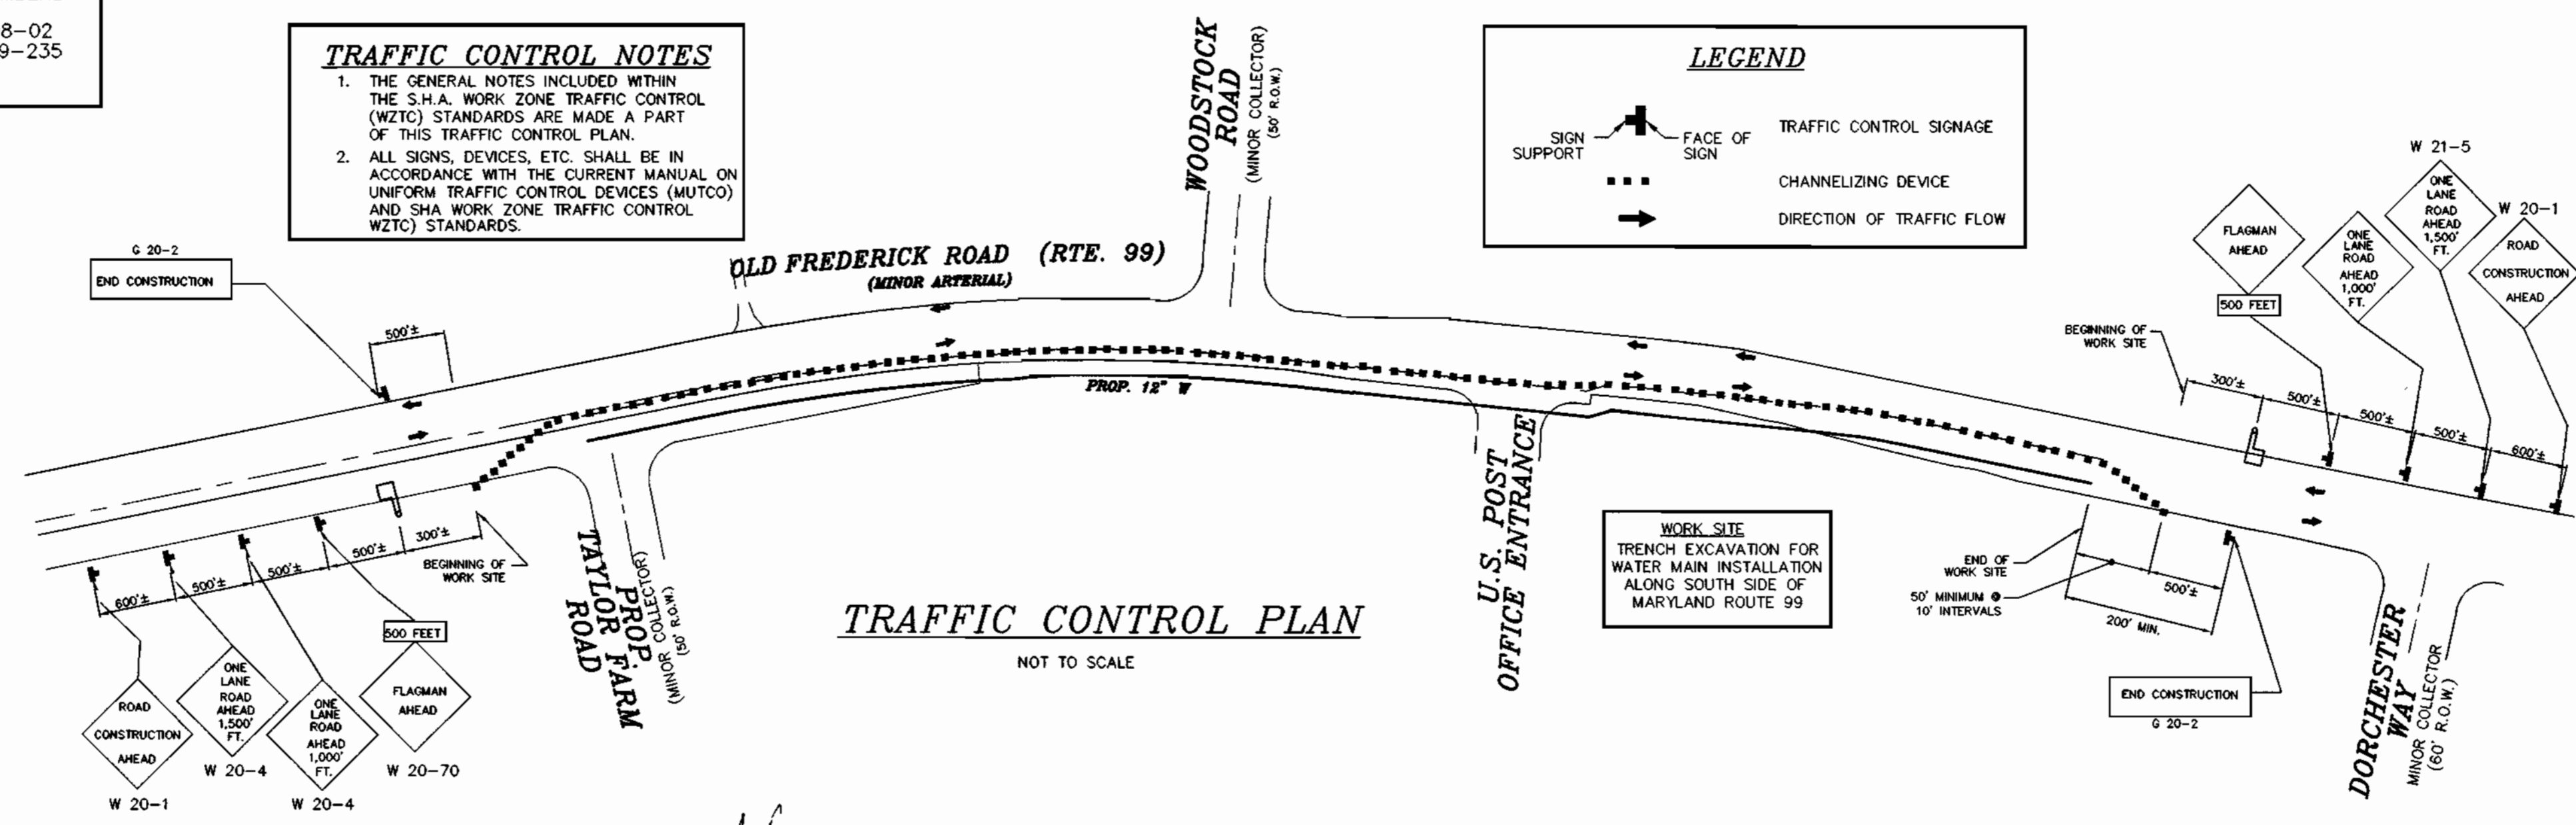 8-02
9-235
TRAFFIC CONTROL NOTES
1. THE GENERAL NOTES INCLUDED WITHIN
THE S.H.A. WORK ZONE TRAFFIC CONTROL
(WZTC) STANDARDS ARE MADE A PART
OF THIS TRAFFIC CONTROL PLAN.
2. ALL SIGNS, DEVICES, ETC. SHALL BE IN
ACCORDANCE WITH THE CURRENT MANUAL ON
UNIFORM TRAFFIC CONTROL DEVICES (MUTCO)
AND SHA WORK ZONE TRAFFIC CONTROL
WZTC) STANDARDS.
WOODSTOCK
ROAD
(MINOR COLLECTOR)
(50' R.O.W.)
LEGEND
SIGN
SUPPORT
FACE OF
SIGN
TRAFFIC CONTROL SIGNAGE
CHANNELIZING DEVICE
DIRECTION OF TRAFFIC FLOW
G 20-2
END CONSTRUCTION
500'±
OLD FREDERICK ROAD (RTE. 99)
(MINOR ARTERIAL)
PROP. 12" W
FLAGMAN
AHEAD
500 FEET
ONE
LANE
ROAD
AHEAD
1,000'
FT.
W 21-5
ONE
LANE
ROAD
AHEAD
1,500'
FT.
W 20-1
ROAD
CONSTRUCTION
AHEAD
BEGINNING OF
WORK SITE
300'±
500'±
500'±
500'±
600'±
600'±
500'±
500'±
500'±
300'±
BEGINNING OF
WORK SITE
ROAD
CONSTRUCTION
AHEAD
W 20-1
ONE
LANE
ROAD
AHEAD
1,500'
FT.
W 20-4
ONE
LANE
ROAD
AHEAD
1,000'
FT.
W 20-4
500 FEET
FLAGMAN
AHEAD
W 20-70
PROP.
TAYLOR FARM
ROAD
(MINOR COLLECTOR)
(50' R.O.W.)
TRAFFIC CONTROL PLAN
NOT TO SCALE
U.S. POST
OFFICE ENTRANCE
WORK SITE
TRENCH EXCAVATION FOR
WATER MAIN INSTALLATION
ALONG SOUTH SIDE OF
MARYLAND ROUTE 99
END OF
WORK SITE
50' MINIMUM @
10' INTERVALS
500'±
200' MIN.
END CONSTRUCTION
G 20-2
DORCHESTER
WAY
MINOR COLLECTOR
(60' R.O.W.)